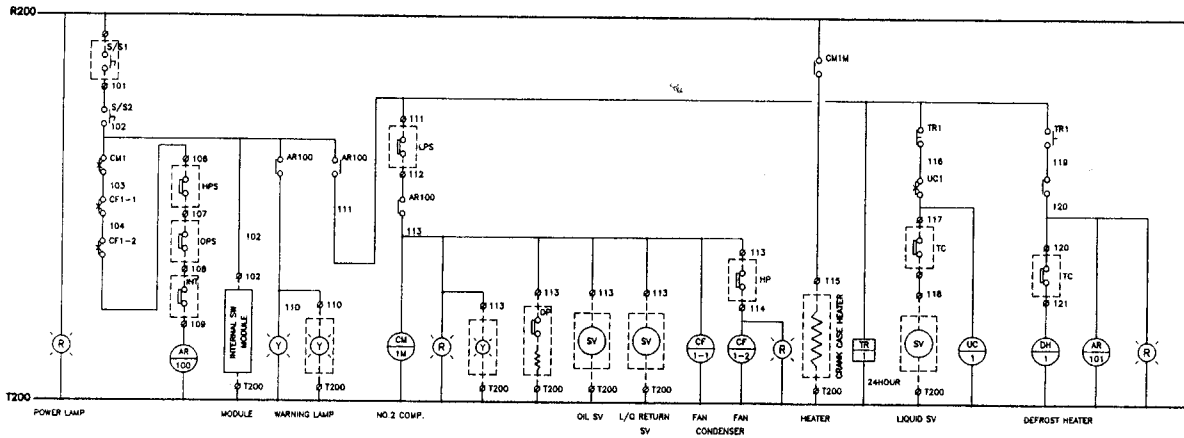 R200
S/S1
101
S/S2
102
CM1
103
CF1-1
104
CF1-2
106
HPS
107
OPS
108
INT
109
AR
100
102
102
INTERNAL SW
MODULE
T200
AR100
110
Y
110
Y
T200
AR100
111
111
LPS
112
AR100
113
CM
1M
R
113
Y
T200
113
OP
T200
113
SV
T200
113
SV
T200
CF
1-1
113
HP
114
CF
1-2
R
CM1M
115
CRANK CASE HEATER
T200
TR
1
24HOUR
TR1
116
UC1
117
TC
118
SV
T200
UC
1
TR1
119
120
120
TC
121
DH
1
AR
101
R
R
T200
POWER LAMP
MODULE
WARNING LAMP
NO.2 COMP.
OIL SV
L/Q RETURN
SV
FAN
FAN
CONDENSER
HEATER
LIQUID SV
DEFROST HEATER